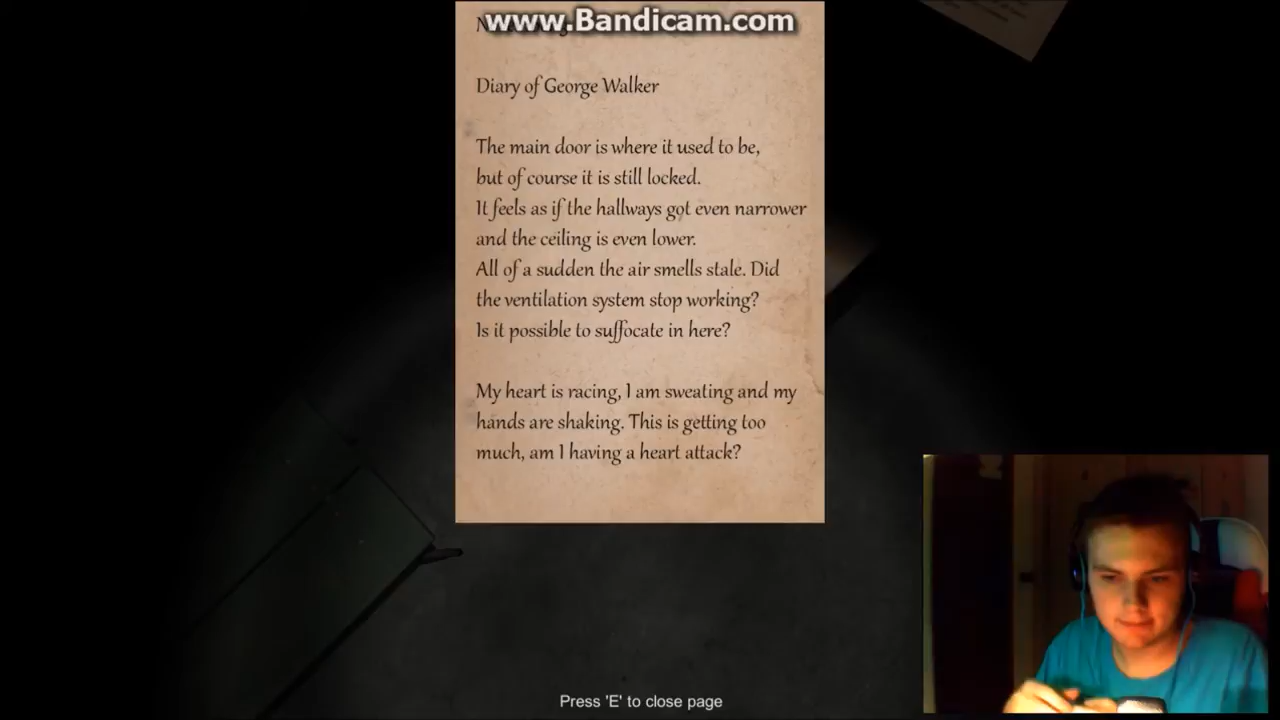 www.Bandicam.com
Diary of George Walker
The main door is where it used to be,
but of course it is still locked.
It feels as if the hallways got even narrower
and the ceiling is even lower.
All of a sudden the air smells stale. Did
the ventilation system stop working?
Is it possible to suffocate in here?
My heart is racing, I am sweating and my
hands are shaking. This is getting too
much, am I having a heart attack?
Press 'E' to close page